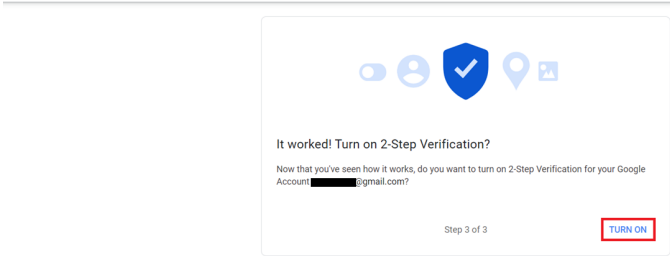 It worked! Turn on 2-Step Verification?
Now that you've seen how it works, do you want to turn on 2-Step Verification for your Google
Account @gmail.com?
Step 3 of 3
TURN ON